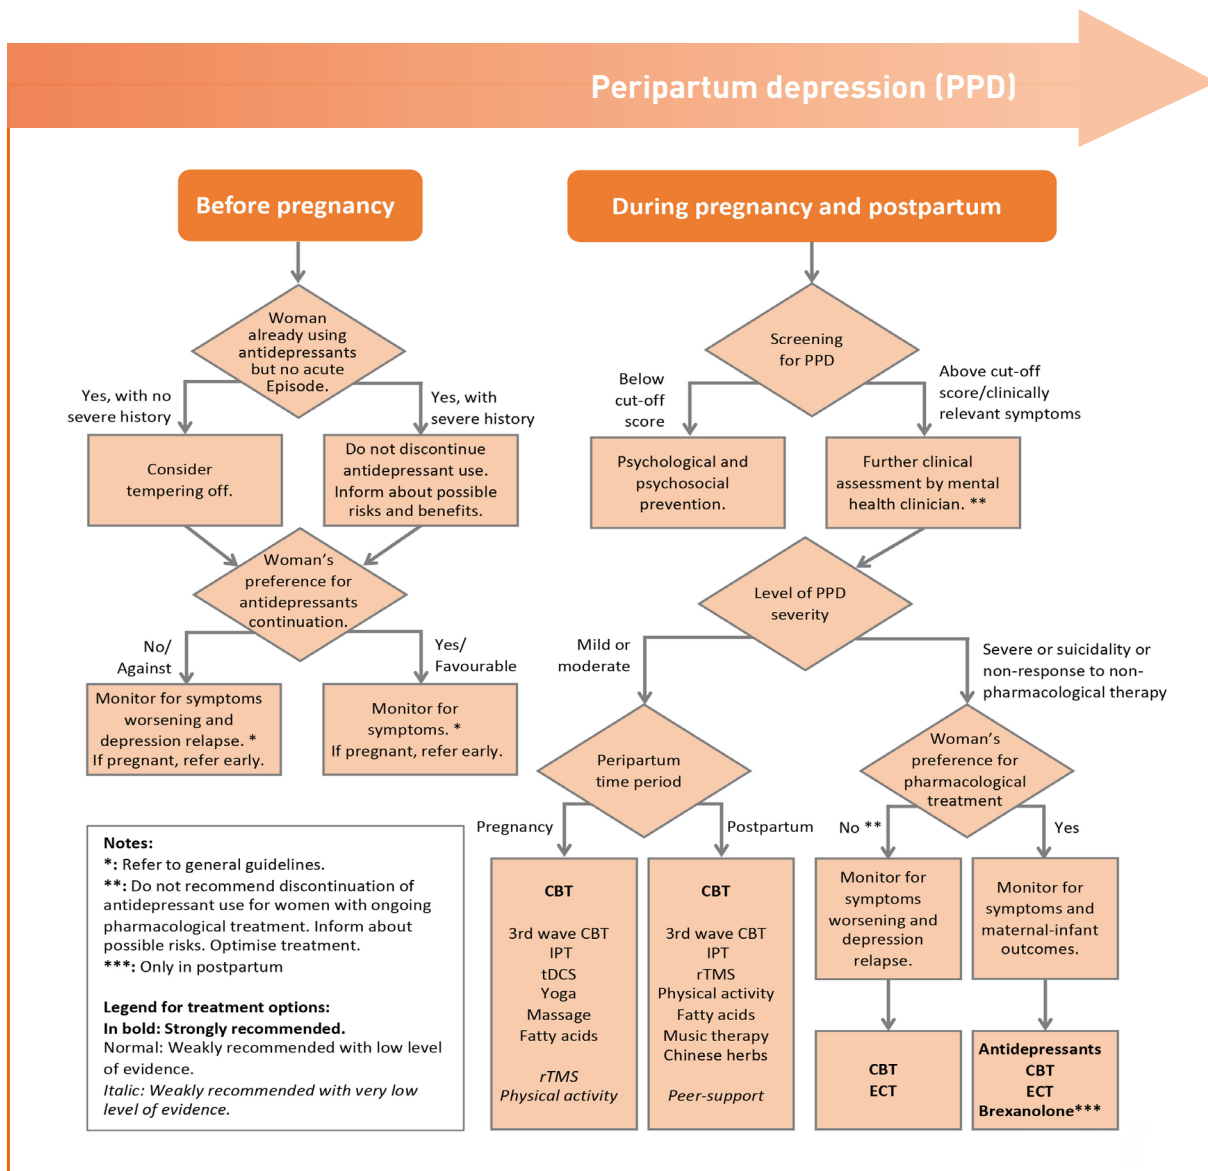 Peripartum depression (PPD)
Before pregnancy
Woman
already using
antidepressants
but no acute
Episode.
Yes, with no
severe history
Yes, with
severe history
Consider
tempering off.
Do not discontinue
antidepressant use.
Inform about possible
risks and benefits.
Woman’s
preference for
antidepressants
continuation.
No/
Against
Yes/
Favourable
Monitor for symptoms
worsening and
depression relapse. *
If pregnant, refer early.
Monitor for
symptoms. *
If pregnant, refer early.
During pregnancy and postpartum
Screening
for PPD
Below
cut-off
score
Above cut-off
score/clinically
relevant symptoms
Psychological and
psychosocial
prevention.
Further clinical
assessment by mental
health clinician. **
Level of PPD
severity
Mild or
moderate
Severe or suicidality or
non-response to non-
pharmacological therapy
Peripartum
time period
Woman’s
preference for
pharmacological
treatment
Pregnancy
Postpartum
No **
Yes
CBT
3rd wave CBT
IPT
tDCS
Yoga
Massage
Fatty acids
rTMS
Physical activity
CBT
3rd wave CBT
IPT
rTMS
Physical activity
Fatty acids
Music therapy
Chinese herbs
Peer-support
Monitor for
symptoms
worsening and
depression
relapse.
Monitor for
symptoms and
maternal-infant
outcomes.
CBT
ECT
Antidepressants
CBT
ECT
Brexanolone***
Notes:
*: Refer to general guidelines.
**: Do not recommend discontinuation of
antidepressant use for women with ongoing
pharmacological treatment. Inform about
possible risks. Optimise treatment.
***: Only in postpartum
Legend for treatment options:
In bold: Strongly recommended.
Normal: Weakly recommended with low level
of evidence.
Italic: Weakly recommended with very low
level of evidence.